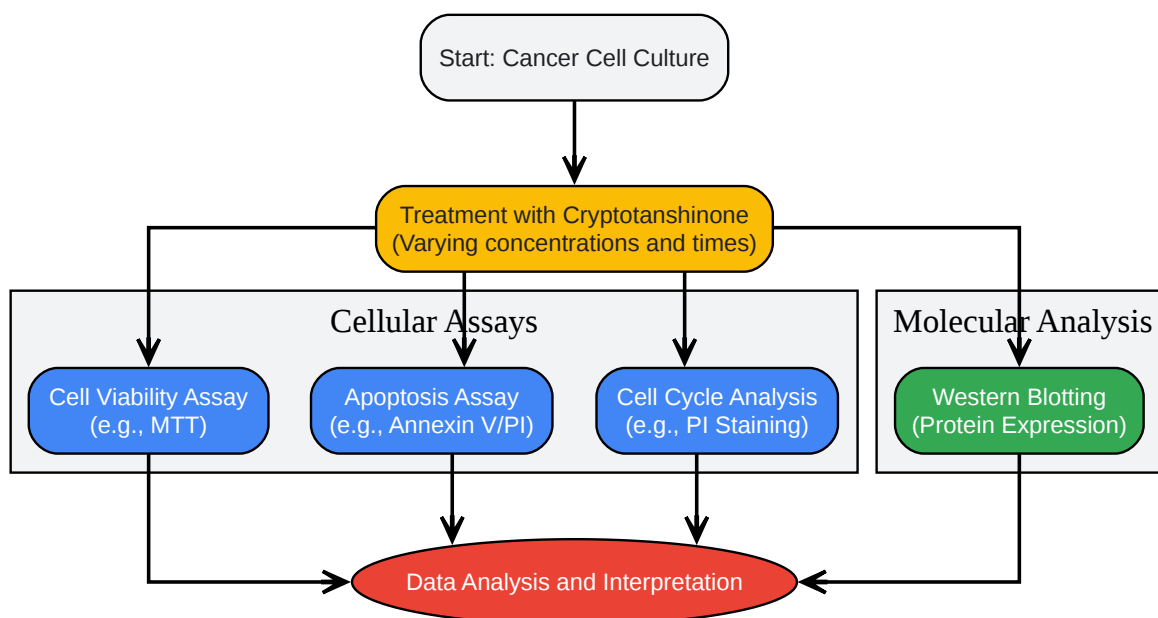 Start: Cancer Cell Culture
Treatment with Cryptotanshinone
(Varying concentrations and times)
Cellular Assays
Molecular Analysis
Cell Viability Assay
(e.g., MTT)
Apoptosis Assay
(e.g., Annexin V/PI)
Cell Cycle Analysis
(e.g., PI Staining)
Western Blotting
(Protein Expression)
Data Analysis and Interpretation